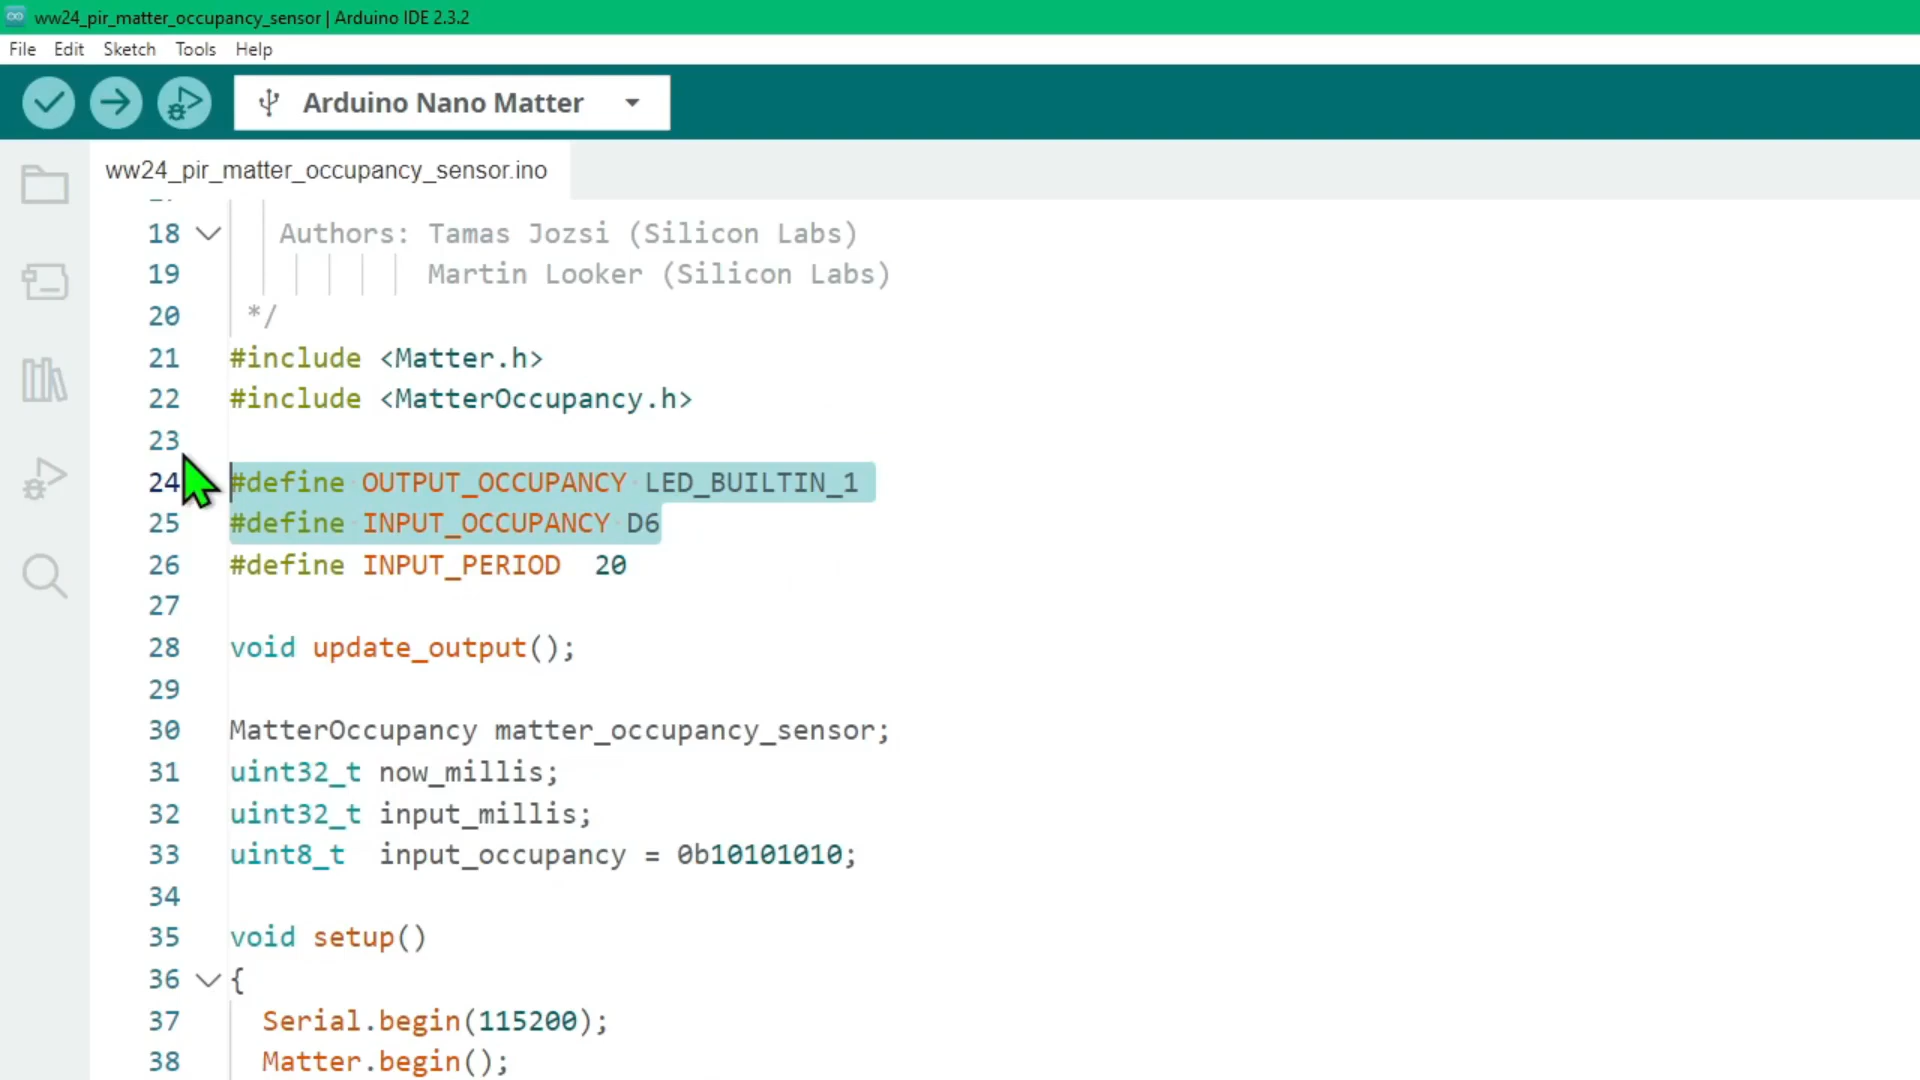 ww24_pir_matter_occupancy_sensor | Arduino IDE 2.3.2
File Edit Sketch Tools Help
Arduino Nano Matter
ww24_pir_matter_occupancy_sensor.ino
18 Authors: Tamas Jozsi (Silicon Labs)
19 Martin Looker (Silicon Labs)
20 */
21 #include <Matter.h>
22 #include <MatterOccupancy.h>
23
24 #define OUTPUT_OCCUPANCY LED_BUILTIN_1
25 #define INPUT_OCCUPANCY D6
26 #define INPUT_PERIOD  20
27
28 void update_output();
29
30 MatterOccupancy matter_occupancy_sensor;
31 uint32_t now_millis;
32 uint32_t input_millis;
33 uint8_t  input_occupancy = 0b10101010;
34
35 void setup()
36 {
37 Serial.begin(115200);
38 Matter.begin();